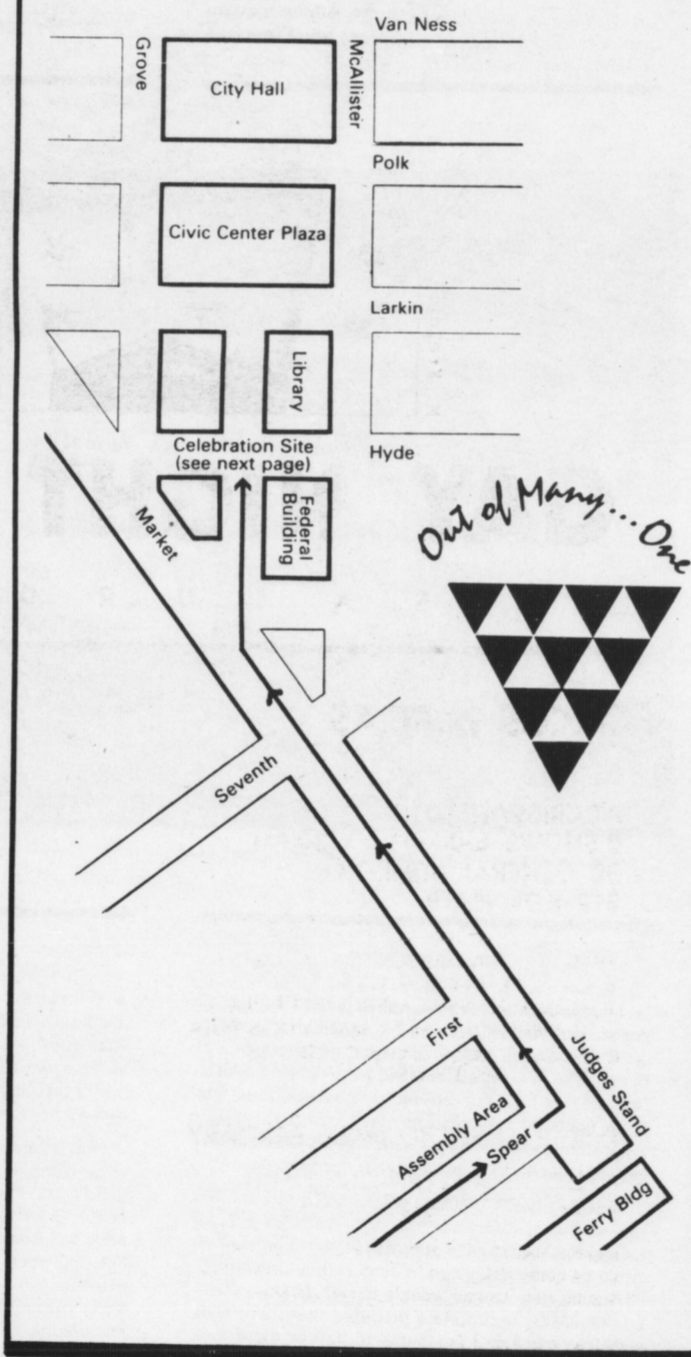 Van Ness
Grove
City Hall
McAllister
Polk
Civic Center Plaza
Larkin
Library
Celebration Site
(see next page)
Hyde
Market
Federal
Building
Out of Many... One
Seventh
First
Judges Stand
Assembly Area
Spear
Ferry Bldg